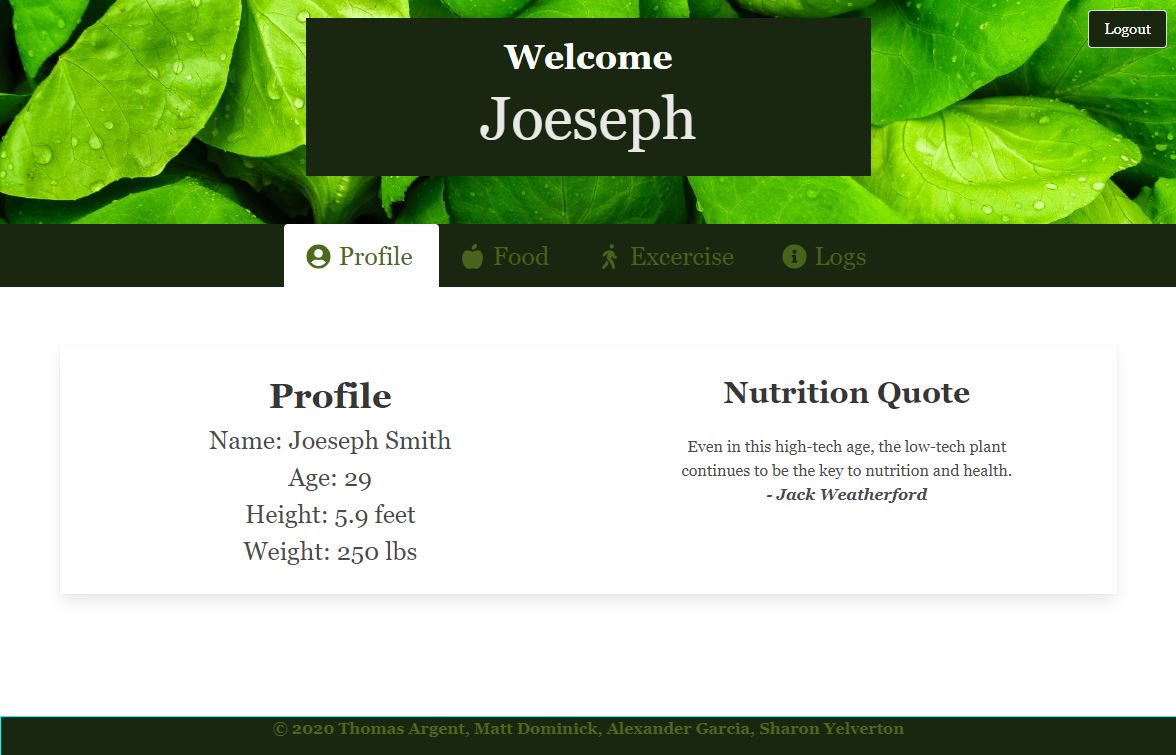 Logout
Welcome
Joeseph
Profile Food Excercise Logs
Profile
Name: Joeseph Smith
Age: 29
Height: 5.9 feet
Weight: 250 lbs
Nutrition Quote
Even in this high-tech age, the low-tech plant
continues to be the key to nutrition and health.
- Jack Weatherford
© 2020 Thomas Argent, Matt Dominick, Alexander Garcia, Sharon Yelverton